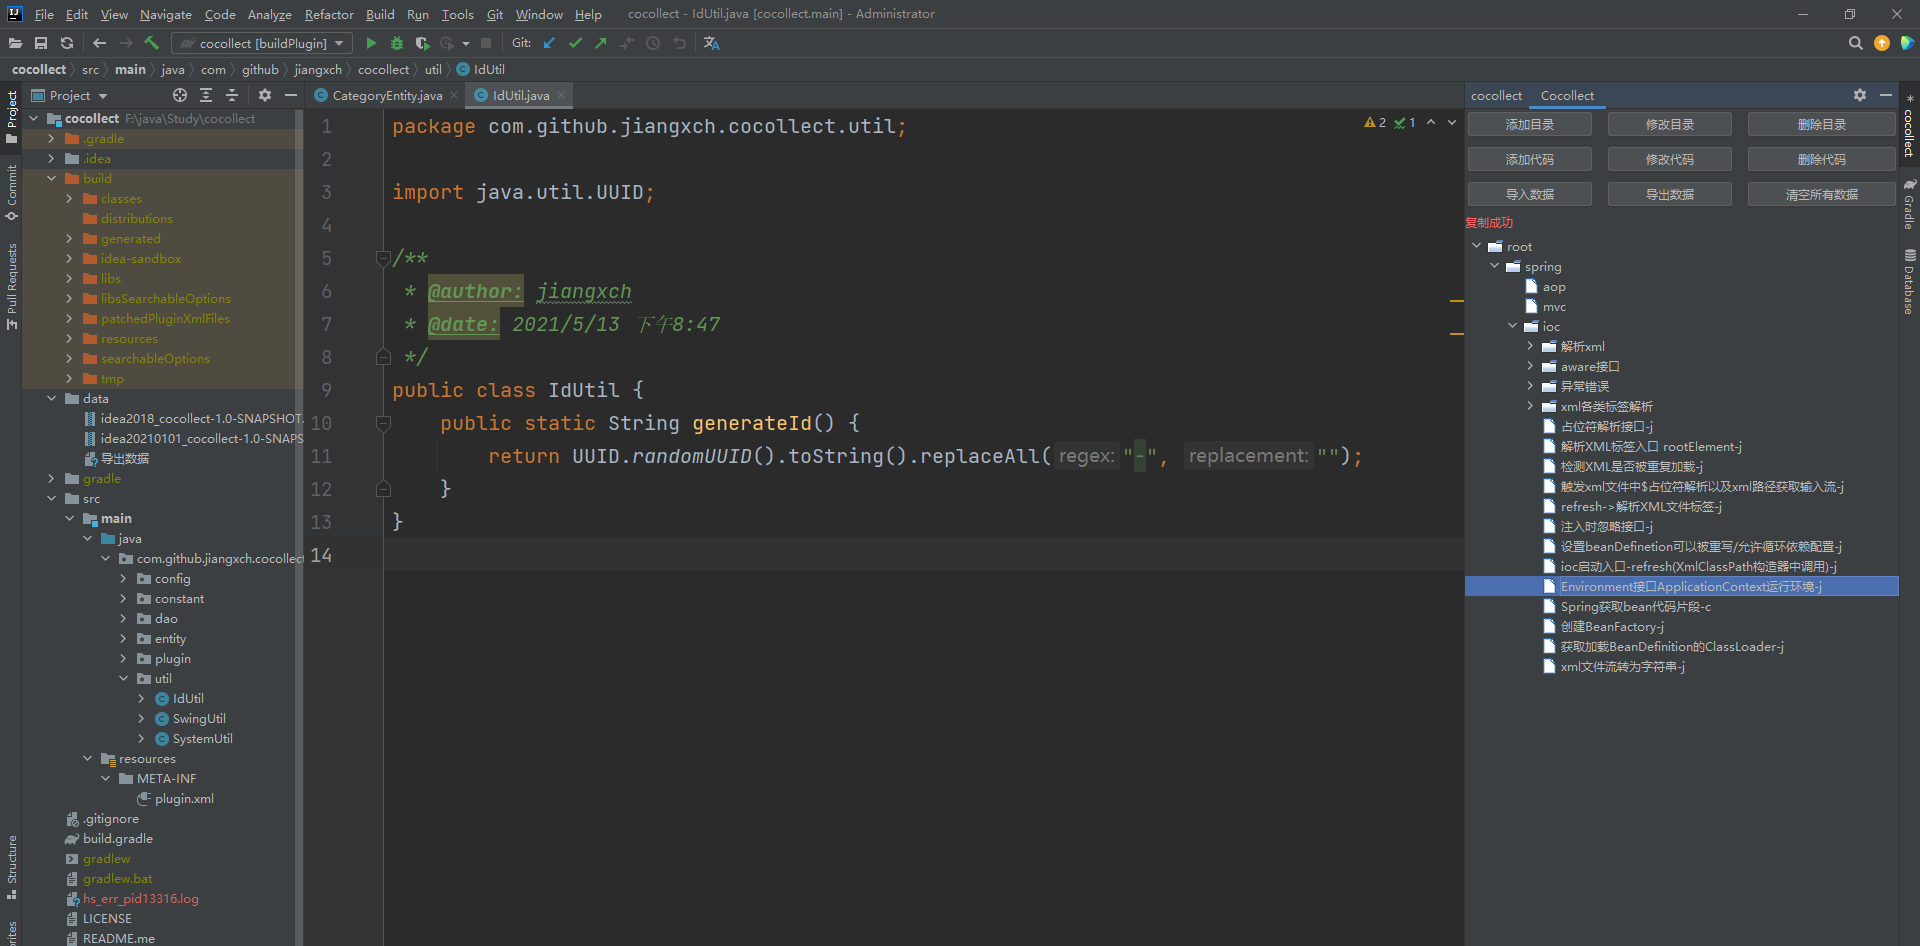 File Edit View Navigate Code Analyze Refactor Build Run Tools Git Window Help cocollect - IdUtil.java [cocollect.main] - Administrator
cocollect [buildPlugin] Git:
cocollect src main java com github jiangxch cocollect util IdUtil
Project
Commit
Pull Requests
Structure
Project
cocollect F:\java\Study\cocollect
.gradle
.idea
build
classes
distributions
generated
idea-sandbox
libs
libsSearchableOptions
patchedPluginXmlFiles
resources
searchableOptions
tmp
data
idea2018_cocollect-1.0-SNAPSHOT.
idea20210101_cocollect-1.0-SNAPS
导出数据
gradle
src
main
java
com.github.jiangxch.cocollect
config
constant
dao
entity
plugin
util
IdUtil
SwingUtil
SystemUtil
resources
META-INF
plugin.xml
.gitignore
build.gradle
gradlew
gradlew.bat
hs_err_pid13316.log
LICENSE
README.me
CategoryEntity.java IdUtil.java
2 1
1 package com.github.jiangxch.cocollect.util;
2
3 import java.util.UUID;
4
5 /**
6 * @author: jiangxch
7 * @date: 2021/5/13 下午8:47
8 */
9 public class IdUtil {
10 public static String generateId() {
11 return UUID.randomUUID().toString().replaceAll( regex: "-", replacement: "");
12 }
13 }
14
cocollect Cocollect
添加目录 修改目录 删除目录
添加代码 修改代码 删除代码
导入数据 导出数据 清空所有数据
复制成功
root
spring
aop
mvc
ioc
解析xml
aware接口
异常错误
xml各类标签解析
占位符解析接口-j
解析XML标签入口 rootElement-j
检测XML是否被重复加载-j
触发xml文件中$占位符解析以及xml路径获取输入流-j
refresh->解析XML文件标签-j
注入时忽略接口-j
设置beanDefinetion可以被重写/允许循环依赖配置-j
ioc启动入口-refresh(XmlClassPath构造器中调用)-j
Environment接口ApplicationContext运行环境-j
Spring获取bean代码片段-c
创建BeanFactory-j
获取加载BeanDefinition的ClassLoader-j
xml文件流转为字符串-j
cocollect
Gradle
Database